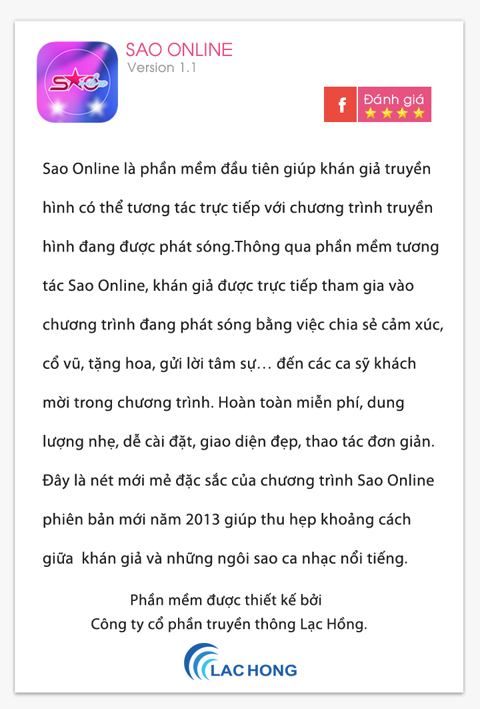 SAO ONLINE
Version 1.1
SAO
f
Đánh giá
Sao Online là phần mềm đầu tiên giúp khán giả truyền
hình có thể tương tác trực tiếp với chương trình truyền
hình đang được phát sóng.Thông qua phần mềm tương
tác Sao Online, khán giả được trực tiếp tham gia vào
chương trình đang phát sóng bằng việc chia sẻ cảm xúc,
cổ vũ, tặng hoa, gửi lời tâm sự... đến các ca sỹ khách
mời trong chương trình. Hoàn toàn miễn phí, dung
lượng nhẹ, dễ cài đặt, giao diện đẹp, thao tác đơn giản.
Đây là nét mới mẻ đặc sắc của chương trình Sao Online
phiên bản mới năm 2013 giúp thu hẹp khoảng cách
giữa  khán giả và những ngôi sao ca nhạc nổi tiếng.
Phần mềm được thiết kế bởi
Công ty cổ phần truyền thông Lạc Hồng.
LAC HONG